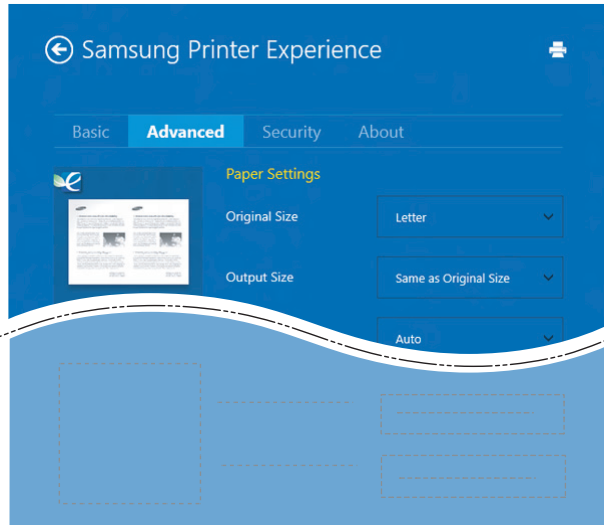 Samsung Printer Experience
Basic Advanced Security About
Paper Settings
Original Size Letter
Output Size Same as Original Size
Auto